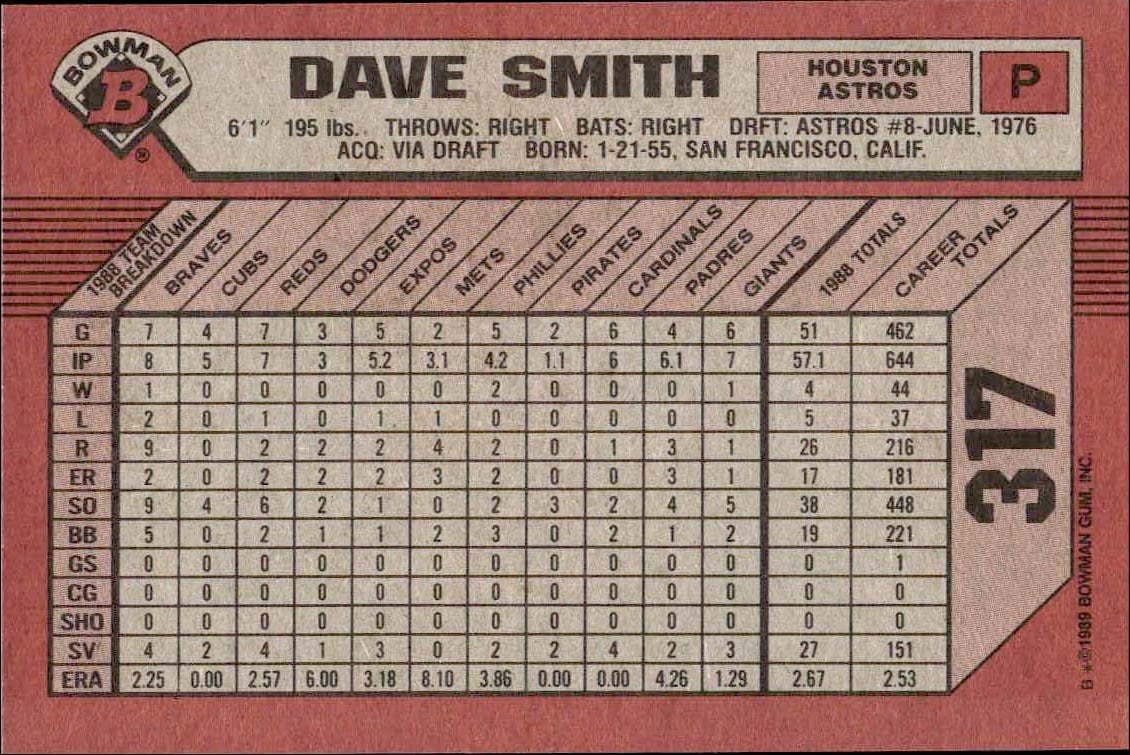 BOWMAN
B
®
DAVE SMITH
HOUSTON
ASTROS
P
6'1" 195 lbs. THROWS: RIGHT BATS: RIGHT DRFT: ASTROS #8-JUNE, 1976
ACQ: VIA DRAFT BORN: 1-21-55, SAN FRANCISCO, CALIF.
1988 TEAM BREAKDOWN BRAVES CUBS REDS DODGERS EXPOS METS PHILLIES PIRATES CARDINALS PADRES GIANTS 1988 TOTALS CAREER TOTALS
G 7 4 7 3 5 2 5 2 6 4 6 51 462
IP 8 5 7 3 5.2 3.1 4.2 1.1 6 6.1 7 57.1 644
W 1 0 0 0 0 0 2 0 0 0 1 4 44
L 2 0 1 0 1 1 0 0 0 0 0 5 37
R 9 0 2 2 2 4 2 0 1 3 1 26 216
ER 2 0 2 2 2 3 2 0 0 3 1 17 181
SO 9 4 6 2 1 0 2 3 2 4 5 38 448
BB 5 0 2 1 1 2 3 0 2 1 2 19 221
GS 0 0 0 0 0 0 0 0 0 0 0 0 1
CG 0 0 0 0 0 0 0 0 0 0 0 0 0
SHO 0 0 0 0 0 0 0 0 0 0 0 0 0
SV 4 2 4 1 3 0 2 2 4 2 3 27 151
ERA 2.25 0.00 2.57 6.00 3.18 8.10 3.86 0.00 0.00 4.26 1.29 2.67 2.53
317
B *©1989 BOWMAN GUM, INC.